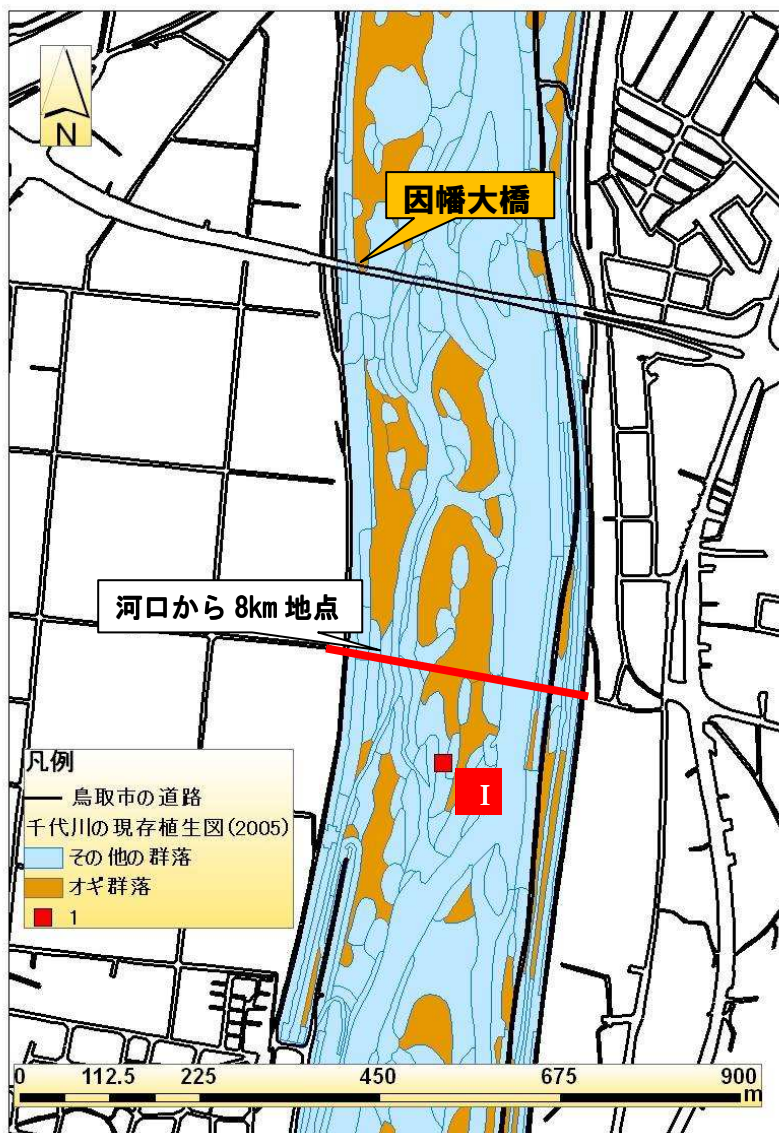 N
因幡大橋
河口から 8km 地点
I
凡例
鳥取市の道路
千代川の現存植生図(2005)
その他の群落
オギ群落
1
0 112.5 225 450 675 900
m